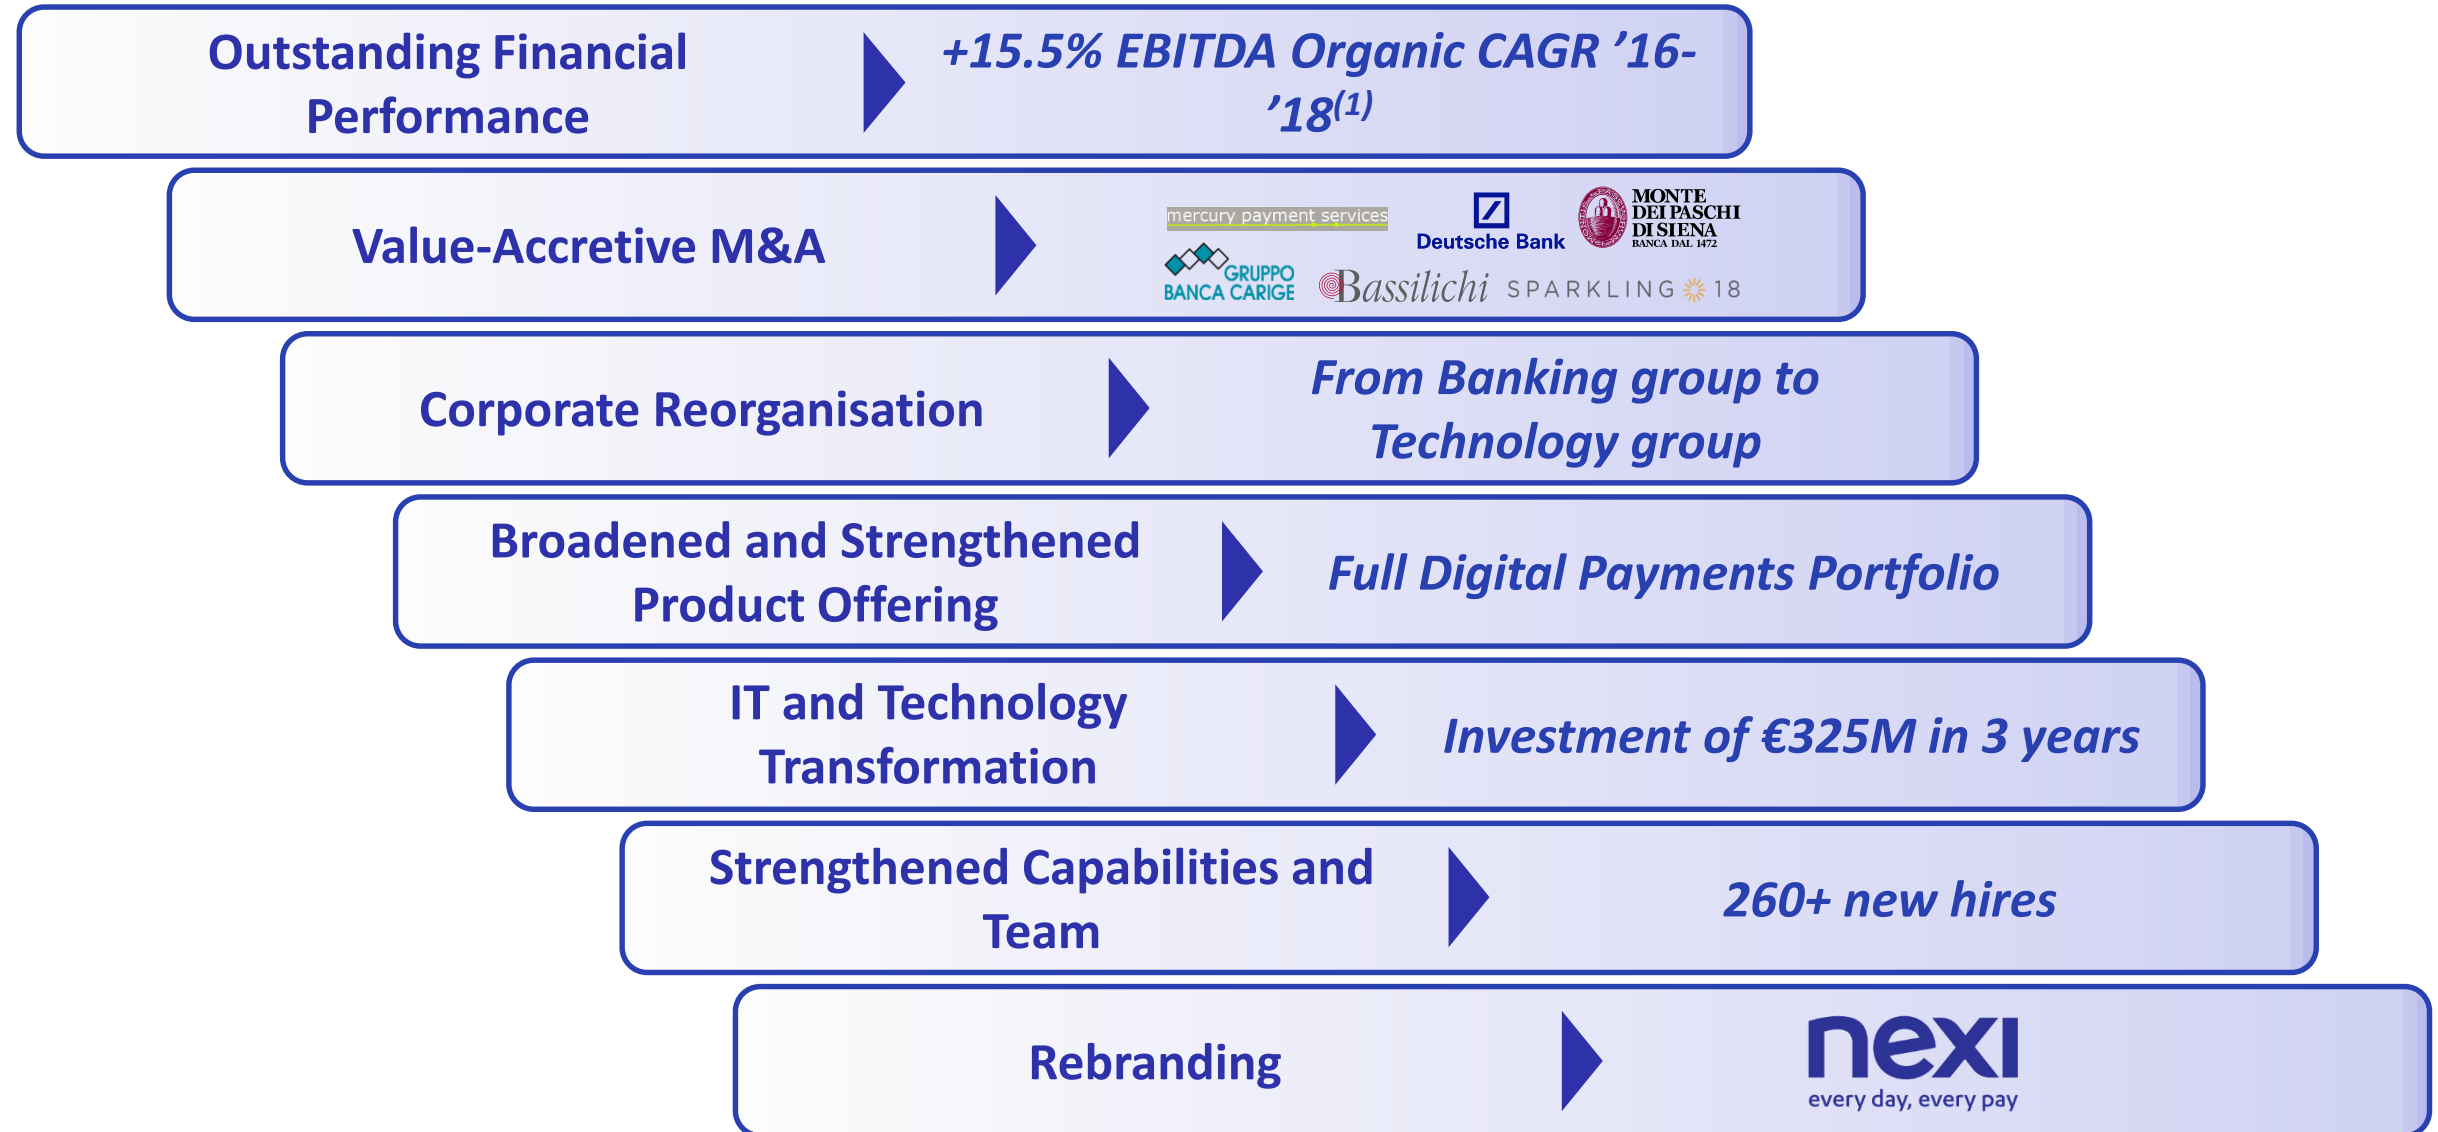 Outstanding Financial
Performance
+15.5% EBITDA Organic CAGR ’16-
’18(1)
Value-Accretive M&A
mercury payment services
Deutsche Bank
MONTE
DEI PASCHI
DI SIENA
BANCA DAL 1472
GRUPPO
BANCA CARIGE
Bassilichi
SPARKLING 18
Corporate Reorganisation
From Banking group to
Technology group
Broadened and Strengthened
Product Offering
Full Digital Payments Portfolio
IT and Technology
Transformation
Investment of €325M in 3 years
Strengthened Capabilities and
Team
260+ new hires
Rebranding
nexi
every day, every pay